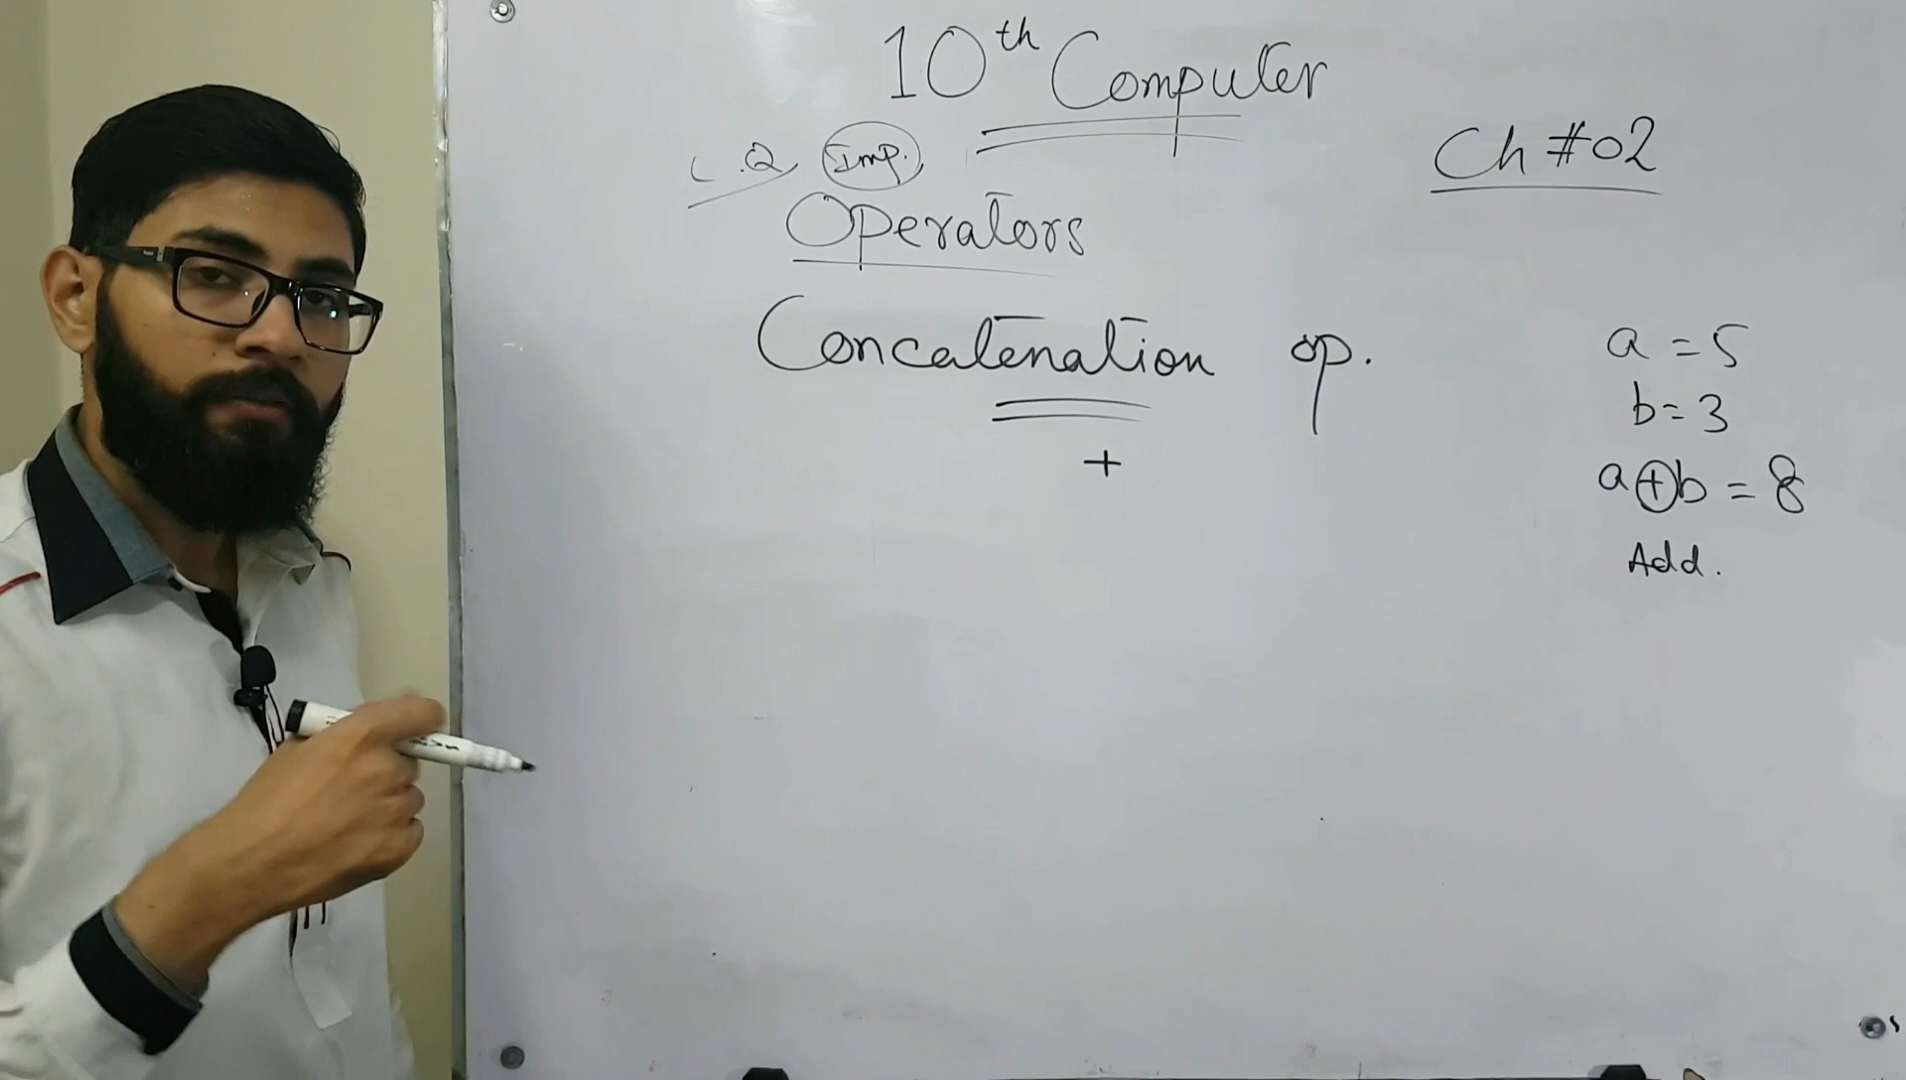 10th Computer
Ch #02
L.Q Imp.
Operators
Concatenation op.
+
a = 5
b = 3
a + b = 8
Add.